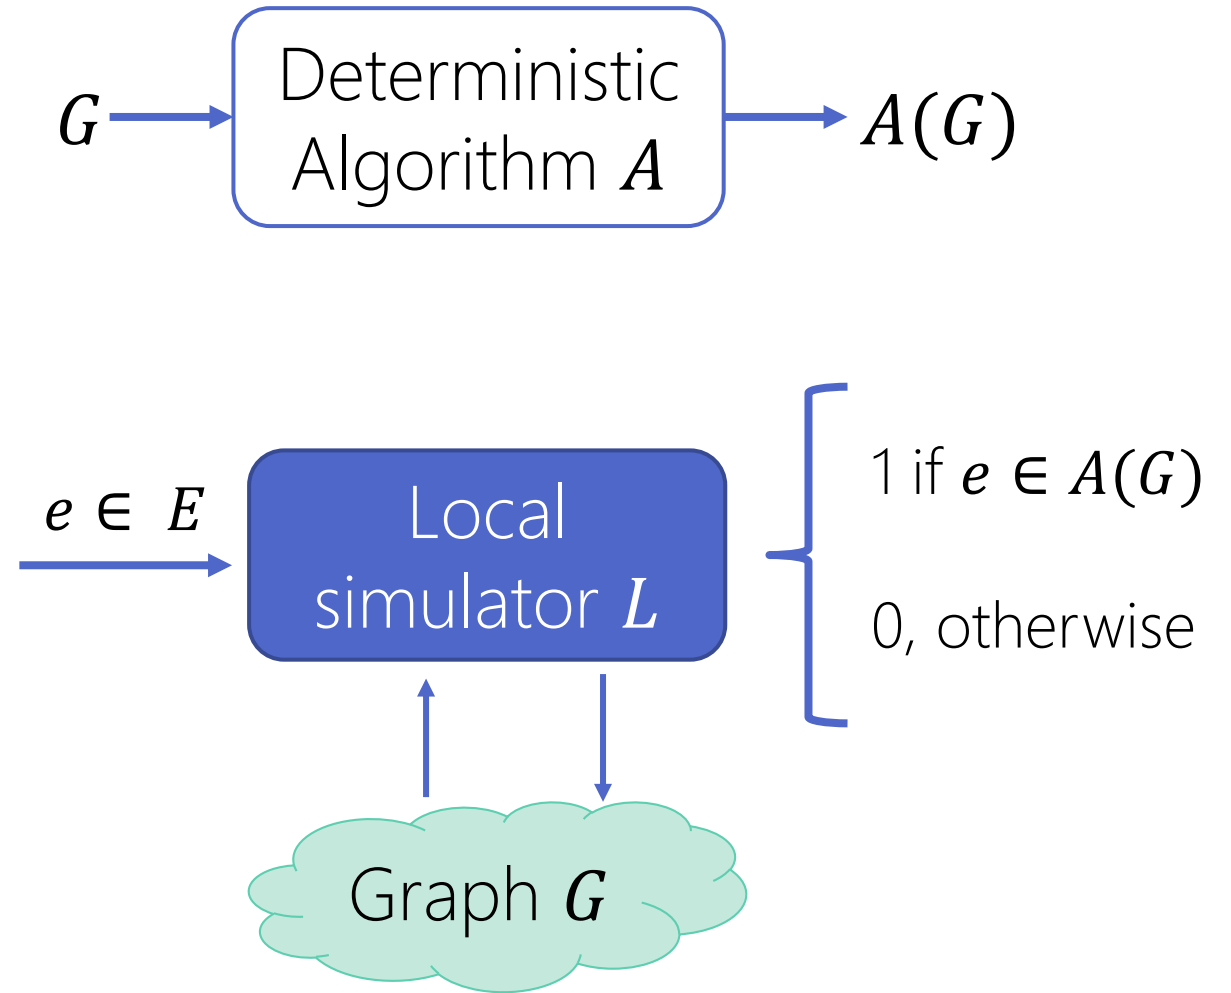 G
Deterministic
Algorithm A
A(G)
e ∈ E
Local
simulator L
1 if e ∈ A(G)
0, otherwise
Graph G